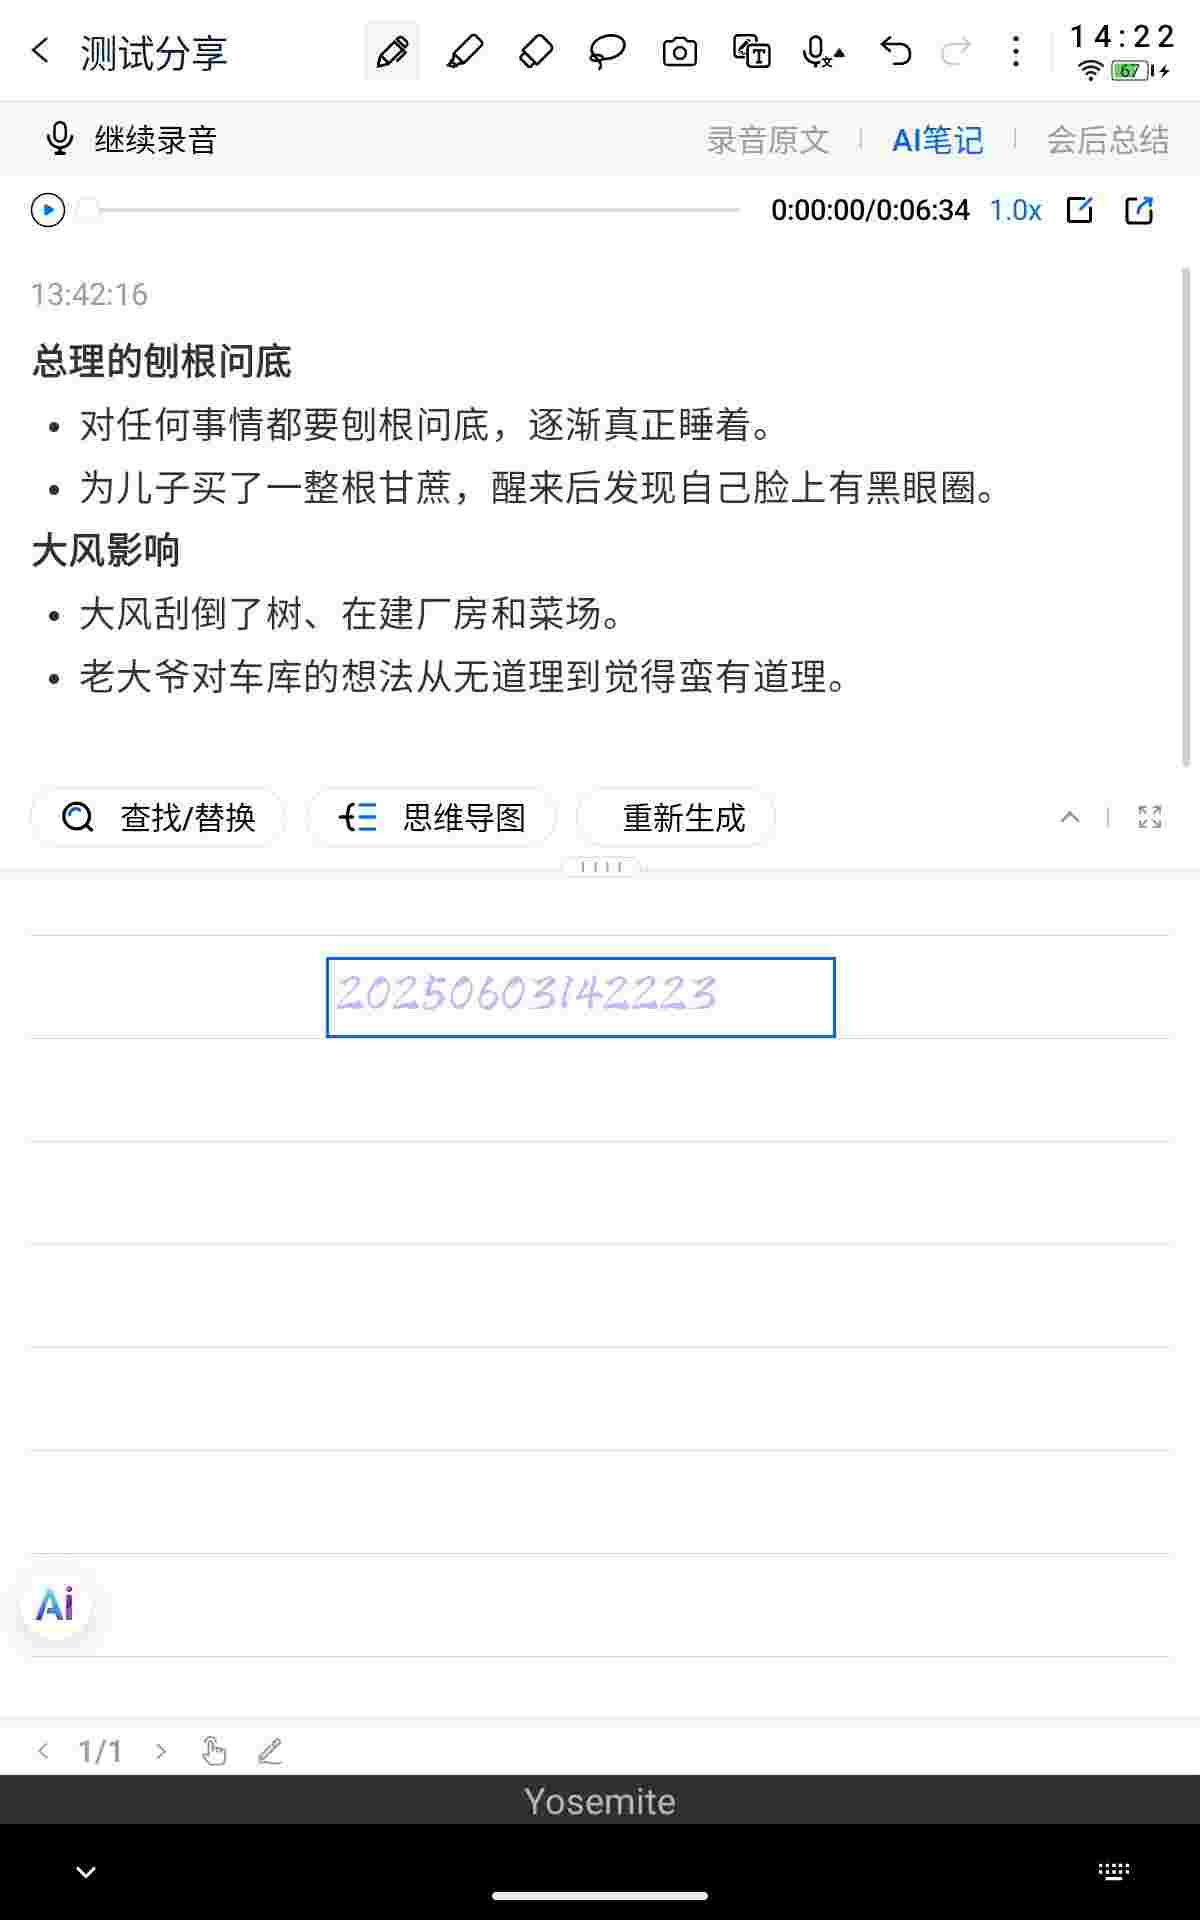 测试分享
14:22
67
继续录音
录音原文
AI笔记
会后总结
0:00:00/0:06:34 1.0x
13:42:16
总理的刨根问底
• 对任何事情都要刨根问底，逐渐真正睡着。
• 为儿子买了一整根甘蔗，醒来后发现自己脸上有黑眼圈。
大风影响
• 大风刮倒了树、在建厂房和菜场。
• 老大爷对车库的想法从无道理到觉得蛮有道理。
查找/替换
思维导图
重新生成
20250603142223
Ai
1/1
Yosemite